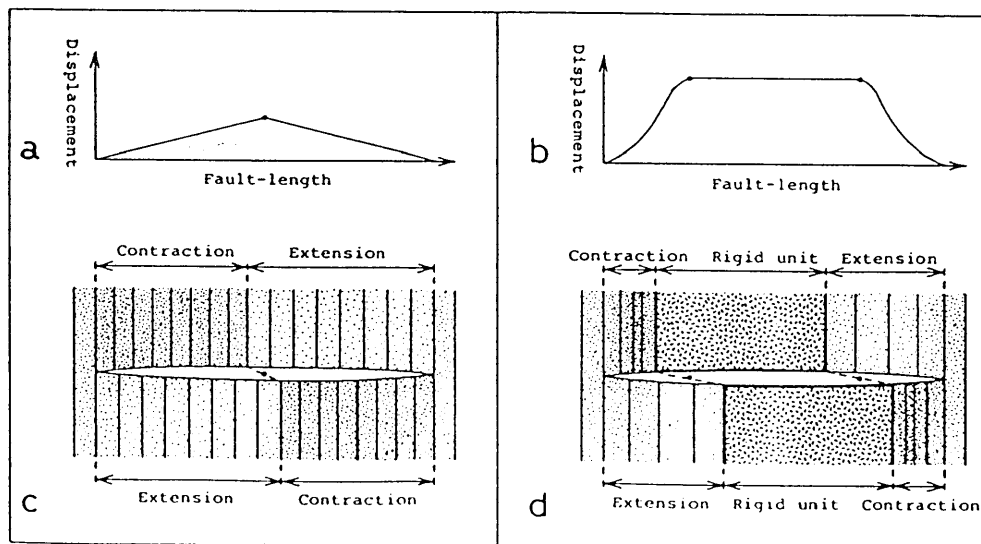 a
Displacement
Fault-length
b
Displacement
Fault-length
Contraction Extension
c
Extension Contraction
Contraction Rigid unit Extension
d
Extension Rigid unit Contraction